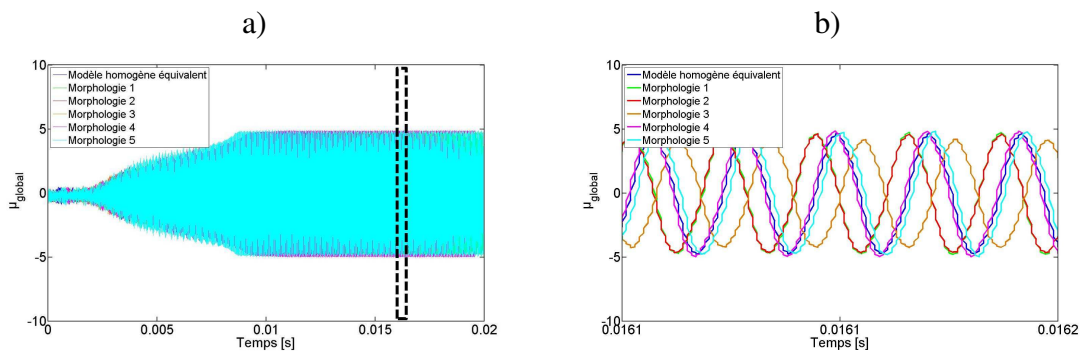 a)
10
5
0
-5
-10
μglobal
Modèle homogène équivalent
Morphologie 1
Morphologie 2
Morphologie 3
Morphologie 4
Morphologie 5
0
0.005
0.01
0.015
0.02
Temps [s]
b)
10
5
0
-5
-10
μglobal
Modèle homogène équivalent
Morphologie 1
Morphologie 2
Morphologie 3
Morphologie 4
Morphologie 5
0.0161
0.0161
0.0162
Temps [s]